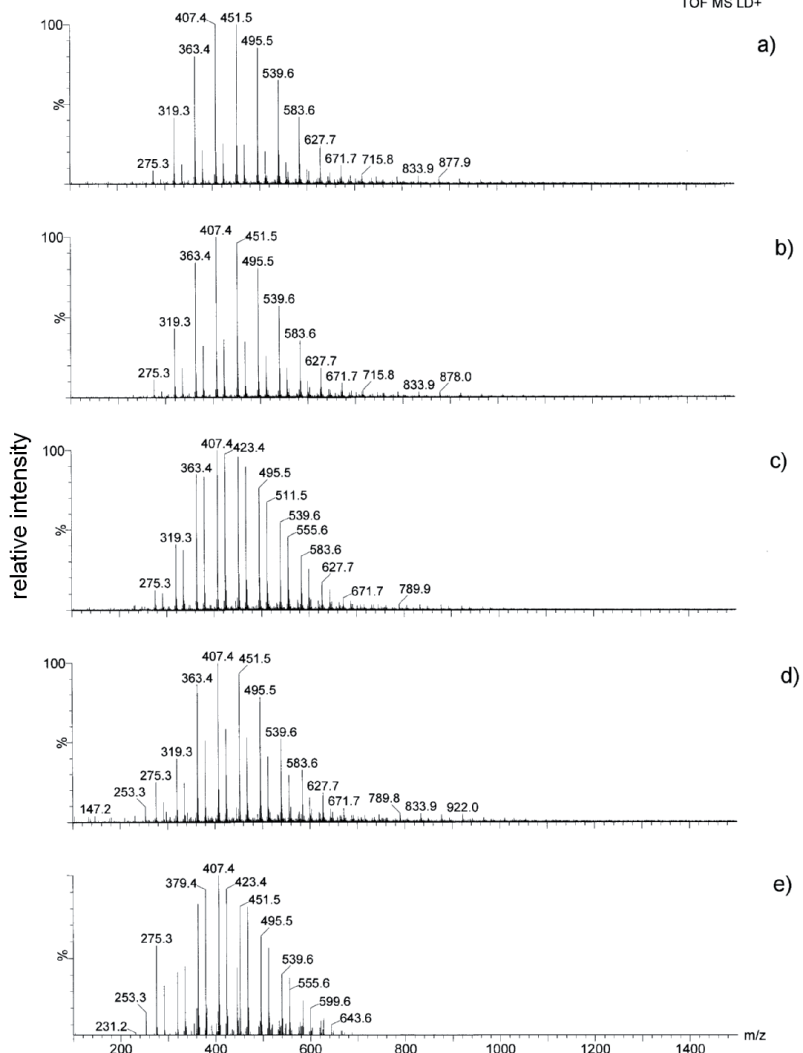 TOF MS LD+
a)
100
%
275.3 319.3 363.4 407.4 451.5 495.5 539.6 583.6 627.7 671.7 715.8 833.9 877.9
b)
100
%
275.3 319.3 363.4 407.4 451.5 495.5 539.6 583.6 627.7 671.7 715.8 833.9 878.0
relative intensity
c)
100
%
275.3 319.3 363.4 407.4 423.4 495.5 511.5 539.6 555.6 583.6 627.7 671.7 789.9
d)
100
%
147.2 253.3 275.3 319.3 363.4 407.4 451.5 495.5 539.6 583.6 627.7 671.7 789.8 833.9 922.0
e)
%
231.2 253.3 275.3 379.4 407.4 423.4 451.5 495.5 539.6 555.6 599.6 643.6
200 400 600 800 1000 1200 1400 m/z